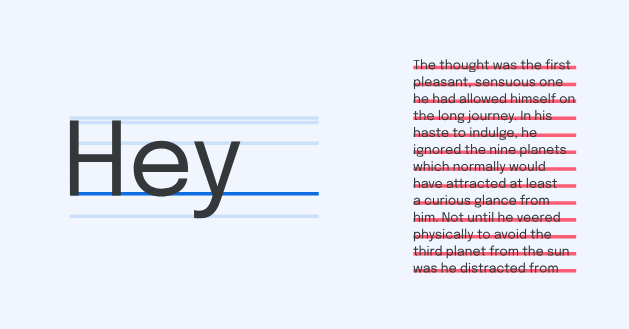 Hey
The thought was the first
pleasant, sensuous one
he had allowed himself on
the long journey. In his
haste to indulge, he
ignored the nine planets
which normally would
have attracted at least
a curious glance from
him. Not until he veered
physically to avoid the
third planet from the sun
was he distracted from